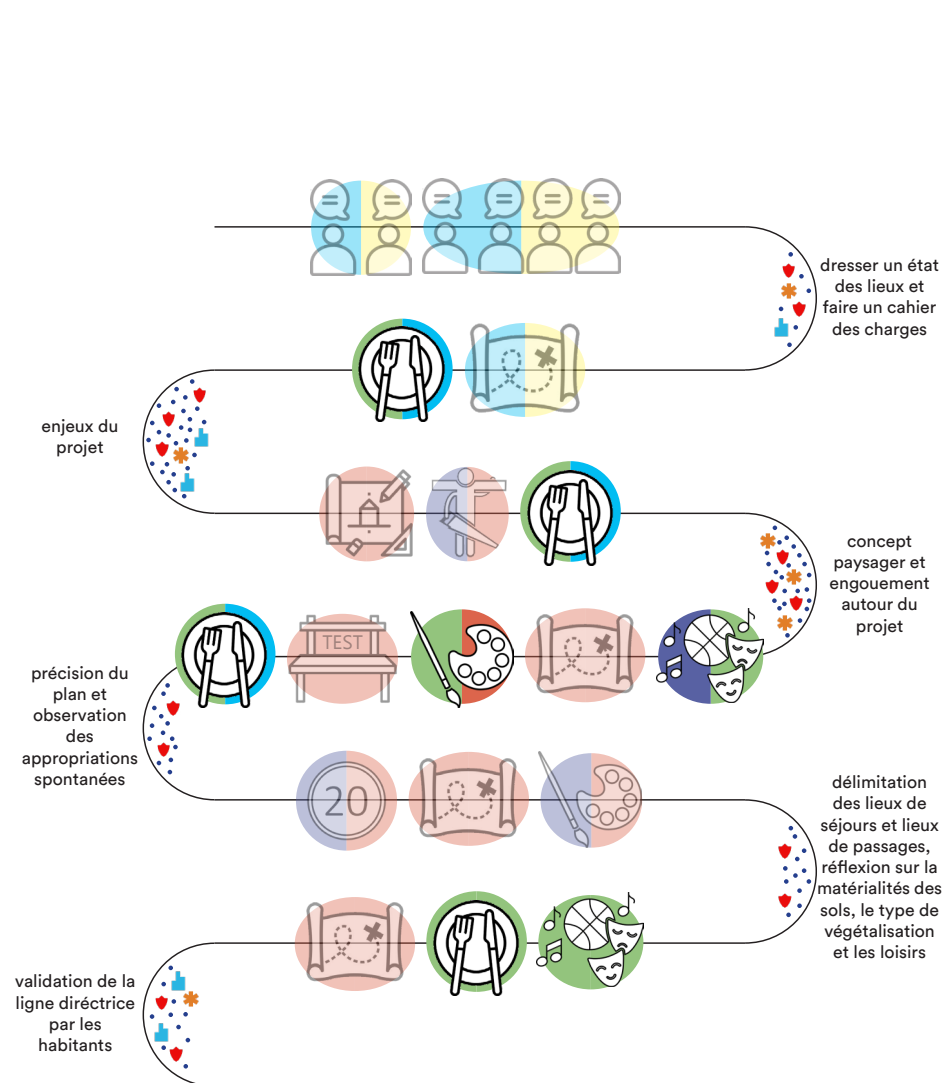 dresser un état
des lieux et
faire un cahier
des charges
enjeux du
projet
concept
paysager et
engouement
autour du
projet
TEST
précision du
plan et
observation
des
appropriations
spontanées
20
délimitation
des lieux de
séjours et lieux
de passages,
réflexion sur la
matérialités des
sols, le type de
végétalisation
et les loisirs
validation de la
ligne diréctrice
par les
habitants